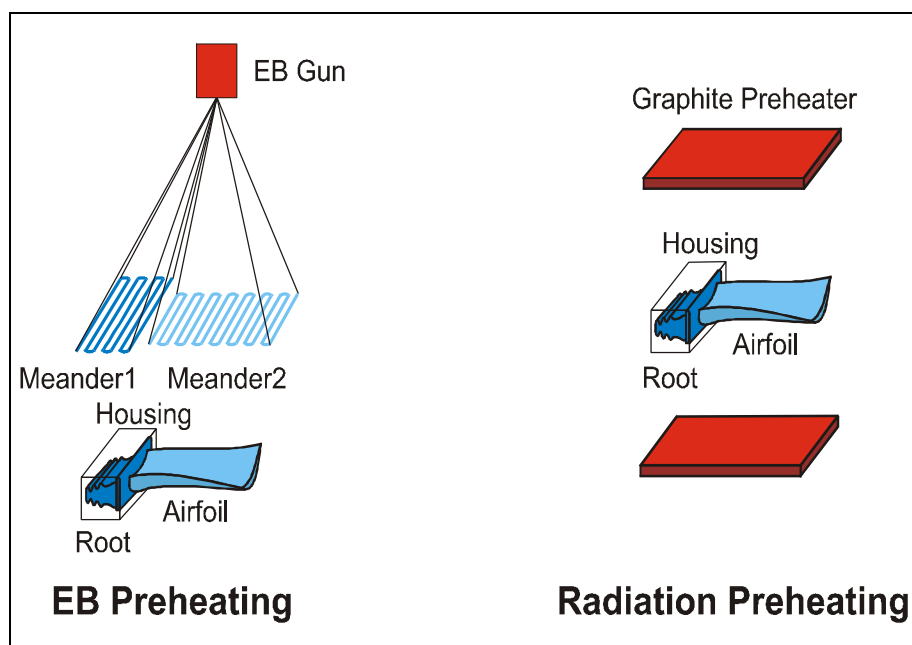 EB Gun
Meander1
Meander2
Housing
Airfoil
Root
EB Preheating
Graphite Preheater
Housing
Airfoil
Root
Radiation Preheating